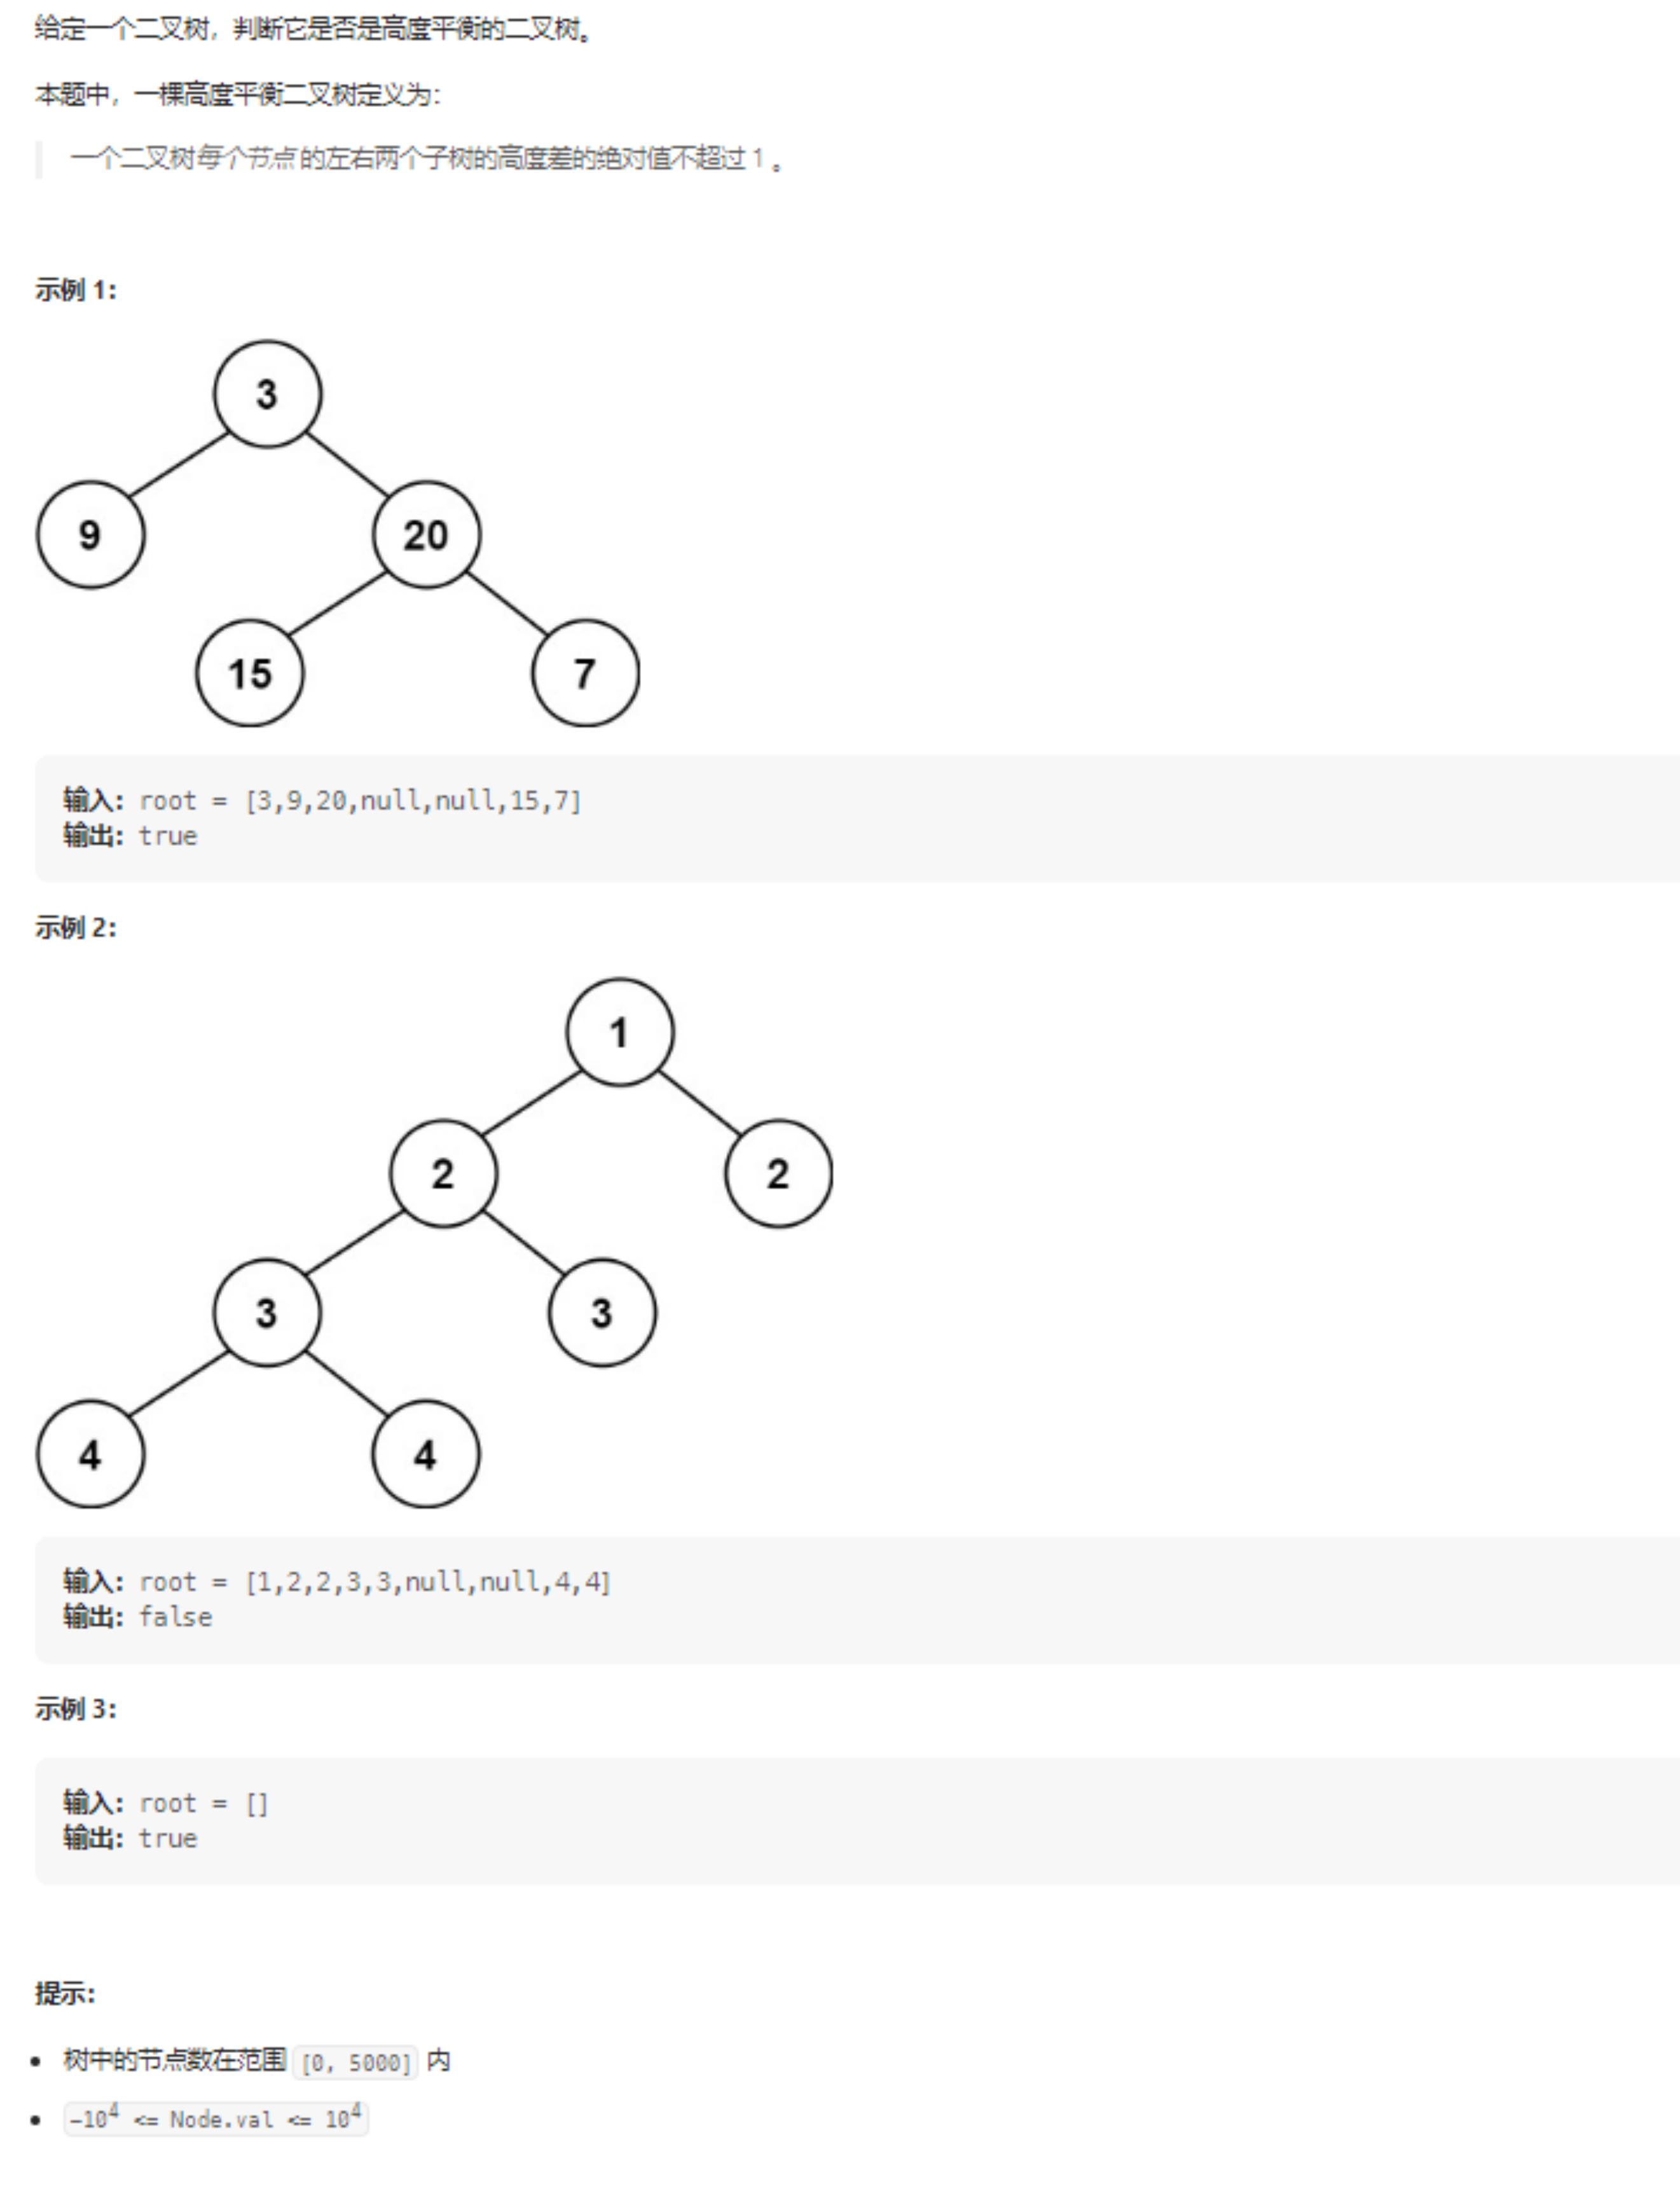 给定一个二叉树，判断它是否是高度平衡的二叉树。
本题中，一棵高度平衡二叉树定义为：
一个二叉树每个节点 的左右两个子树的高度差的绝对值不超过 1 。
示例 1：
3
9
20
15
7
输入：root = [3,9,20,null,null,15,7]
输出：true
示例 2：
1
2
2
3
3
4
4
输入：root = [1,2,2,3,3,null,null,4,4]
输出：false
示例 3：
输入：root = []
输出：true
提示：
树中的节点数在范围 [0, 5000] 内
-10⁴ <= Node.val <= 10⁴